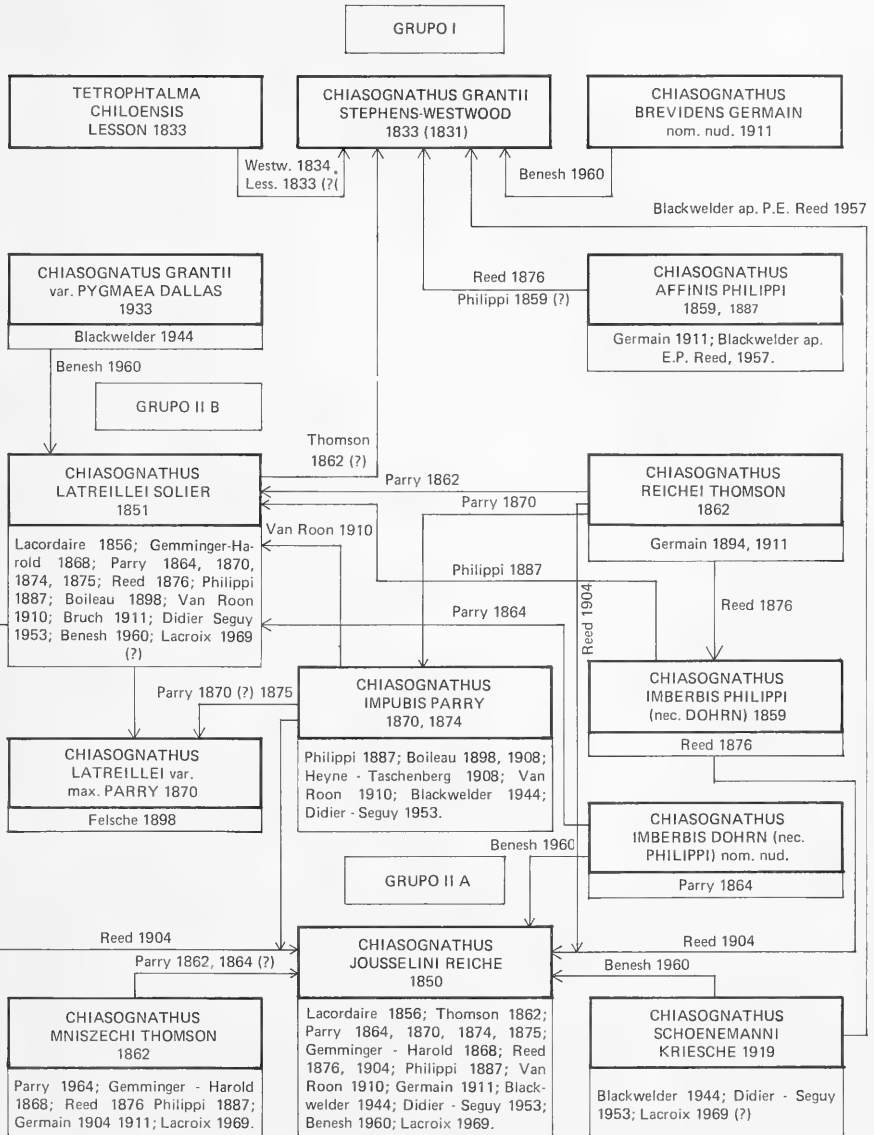 GRUPO I
TETROPHTALMA
CHILOENSIS
LESSON 1833
CHIASOGNATHUS GRANTII
STEPHENS-WESTWOOD
1833 (1831)
CHIASOGNATHUS
BREVIDENS GERMAIN
nom. nud. 1911
Westw. 1834
Less. 1833 (?(
Benesh 1960
Blackwelder ap. P.E. Reed 1957
CHIASOGNATUS GRANTII
var. PYGMAEA DALLAS
1933
Blackwelder 1944
Reed 1876
Philippi 1859 (?)
CHIASOGNATHUS
AFFINIS PHILIPPI
1859, 1887
Germain 1911; Blackwelder ap.
E.P. Reed, 1957.
Benesh 1960
GRUPO II B
Thomson
1862 (?)
CHIASOGNATHUS
LATREILLEI SOLIER
1851
Lacordaire 1856; Gemminger-Ha-
rold 1868; Parry 1864, 1870,
1874, 1875; Reed 1876; Philippi
1887; Boileau 1898; Van Roon
1910; Bruch 1911; Didier Seguy
1953; Benesh 1960; Lacroix 1969
(?)
Parry 1862
Parry 1870
Van Roon 1910
CHIASOGNATHUS
REICHEI THOMSON
1862
Germain 1894, 1911
Philippi 1887
Reed 1904
Reed 1876
Parry 1864
Parry 1870 (?) 1875
CHIASOGNATHUS
IMPUBIS PARRY
1870, 1874
Philippi 1887; Boileau 1898, 1908;
Heyne - Taschenberg 1908; Van
Roon 1910; Blackwelder 1944;
Didier - Seguy 1953.
CHIASOGNATHUS
IMBERBIS PHILIPPI
(nec. DOHRN) 1859
Reed 1876
CHIASOGNATHUS
LATREILLEI var.
max. PARRY 1870
Felsche 1898
CHIASOGNATHUS
IMBERBIS DOHRN (nec.
PHILIPPI) nom. nud.
Parry 1864
Benesh 1960
GRUPO II A
Reed 1904
Parry 1862, 1864 (?)
CHIASOGNATHUS
JOUSSELINI REICHE
1850
Reed 1904
Benesh 1960
CHIASOGNATHUS
MNISZECHI THOMSON
1862
Parry 1964; Gemminger - Harold
1868; Reed 1876 Philippi 1887;
Germain 1904 1911; Lacroix 1969.
Lacordaire 1856; Thomson 1862;
Parry 1864, 1870, 1874, 1875;
Gemminger - Harold 1868; Reed
1876, 1904; Philippi 1887; Van
Roon 1910; Germain 1911; Black-
welder 1944; Didier - Seguy 1953;
Benesh 1960; Lacroix 1969.
CHIASOGNATHUS
SCHOENEMANNI
KRIESCHE 1919
Blackwelder 1944; Didier - Seguy
1953; Lacroix 1969 (?)